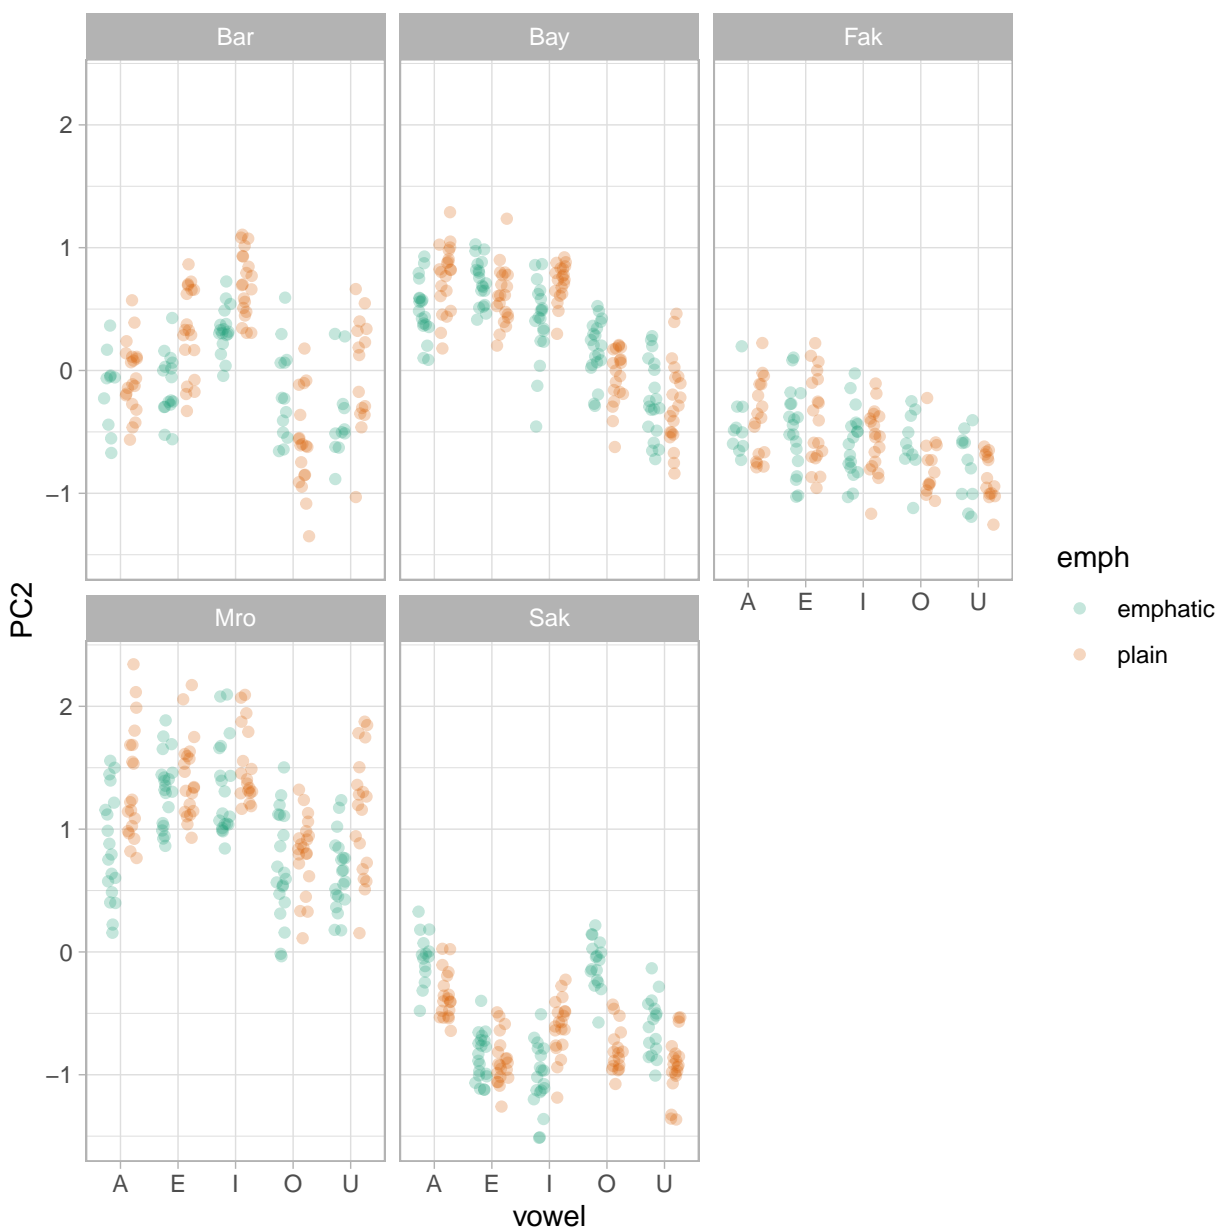 Bar Bay Fak
2
1
0
−1
A E I O U
Mro Sak
2
1
0
−1
A E I O U A E I O U
vowel
PC2
emph
emphatic
plain